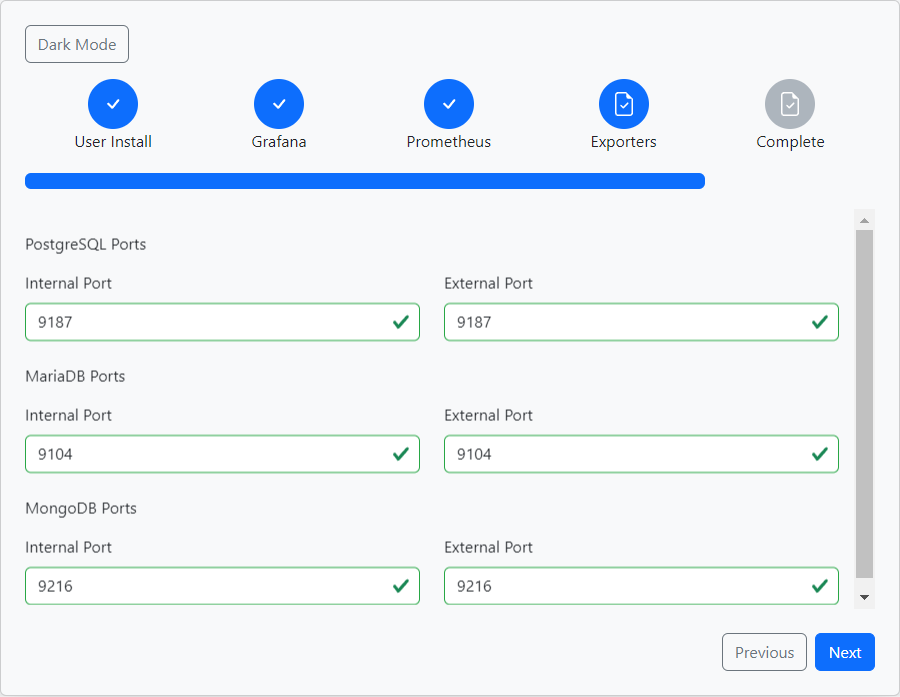 Dark Mode
User Install Grafana Prometheus Exporters Complete
PostgreSQL Ports
Internal Port External Port
9187 9187
MariaDB Ports
Internal Port External Port
9104 9104
MongoDB Ports
Internal Port External Port
9216 9216
Previous Next